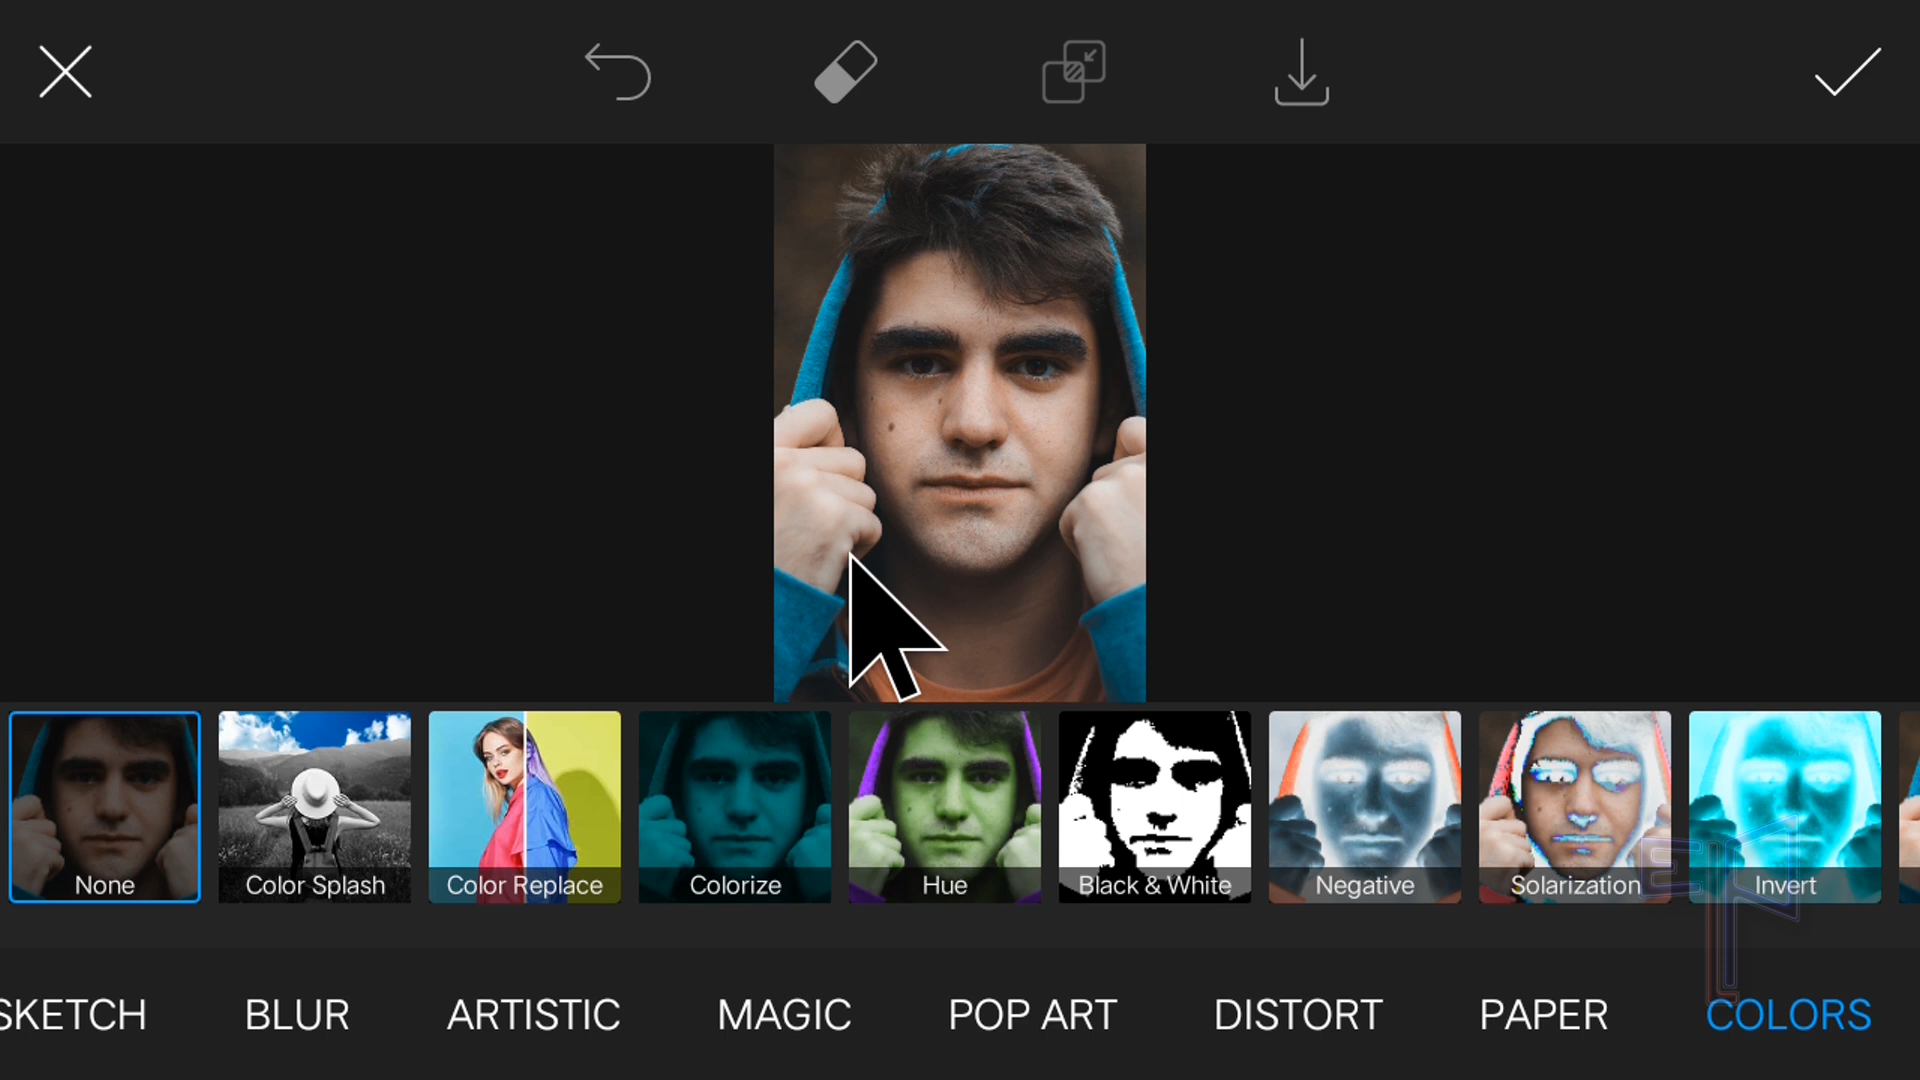 None
Color Splash
Color Replace
Colorize
Hue
Black & White
Negative
Solarization
Invert
SKETCH
BLUR
ARTISTIC
MAGIC
POP ART
DISTORT
PAPER
COLORS